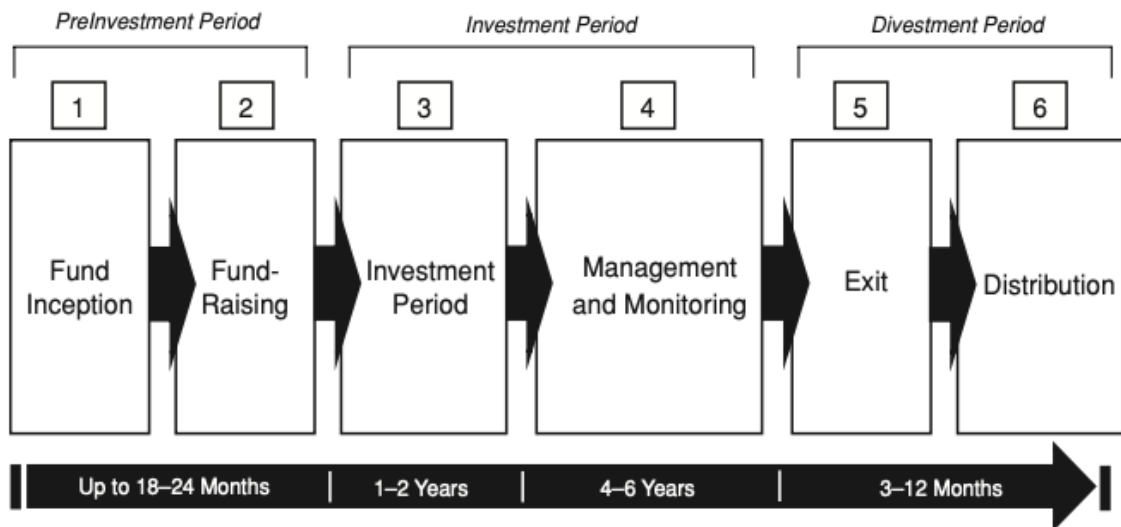 PreInvestment Period
Investment Period
Divestment Period
1
2
3
4
5
6
Fund
Inception
Fund-
Raising
Investment
Period
Management
and Monitoring
Exit
Distribution
Up to 18–24 Months
1–2 Years
4–6 Years
3–12 Months